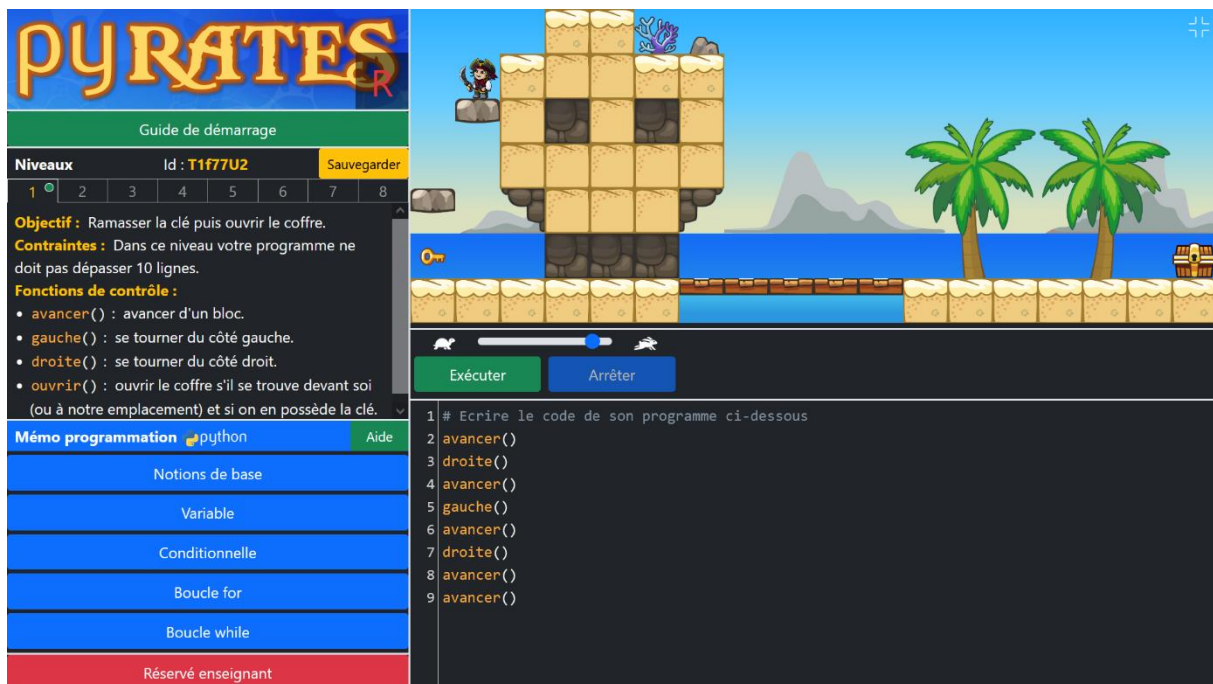 pyRATES
R
Guide de démarrage
Niveaux Id : T1f77U2 Sauvegarder
1 2 3 4 5 6 7 8
Objectif : Ramasser la clé puis ouvrir le coffre.
Contraintes : Dans ce niveau votre programme ne
doit pas dépasser 10 lignes.
Fonctions de contrôle :
• avancer() : avancer d'un bloc.
• gauche() : se tourner du côté gauche.
• droite() : se tourner du côté droit.
• ouvrir() : ouvrir le coffre s'il se trouve devant soi
(ou à notre emplacement) et si on en possède la clé.
Mémo programmation python Aide
Notions de base
Variable
Conditionnelle
Boucle for
Boucle while
Réservé enseignant
Exécuter Arrêter
1 # Ecrire le code de son programme ci-dessous
2 avancer()
3 droite()
4 avancer()
5 gauche()
6 avancer()
7 droite()
8 avancer()
9 avancer()